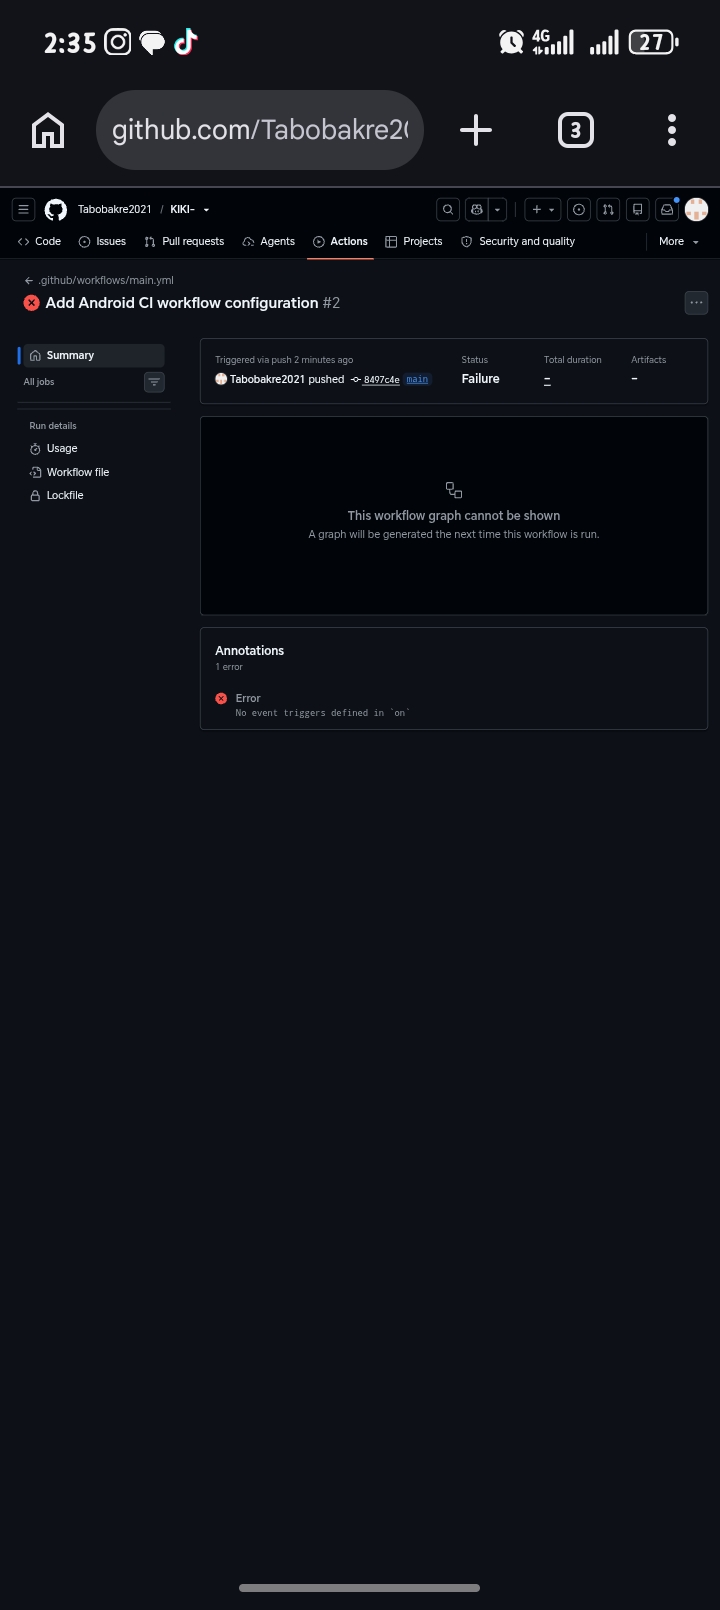 2:35
4G
27
github.com/Tabobakre20
3
Tabobakre2021 / KIKI-
Code
Issues
Pull requests
Agents
Actions
Projects
Security and quality
More
← .github/workflows/main.yml
Add Android CI workflow configuration #2
Summary
All jobs
Run details
Usage
Workflow file
Lockfile
Triggered via push 2 minutes ago
Tabobakre2021 pushed 8497c4e main
Status
Failure
Total duration
–
Artifacts
–
This workflow graph cannot be shown
A graph will be generated the next time this workflow is run.
Annotations
1 error
Error
No event triggers defined in `on`